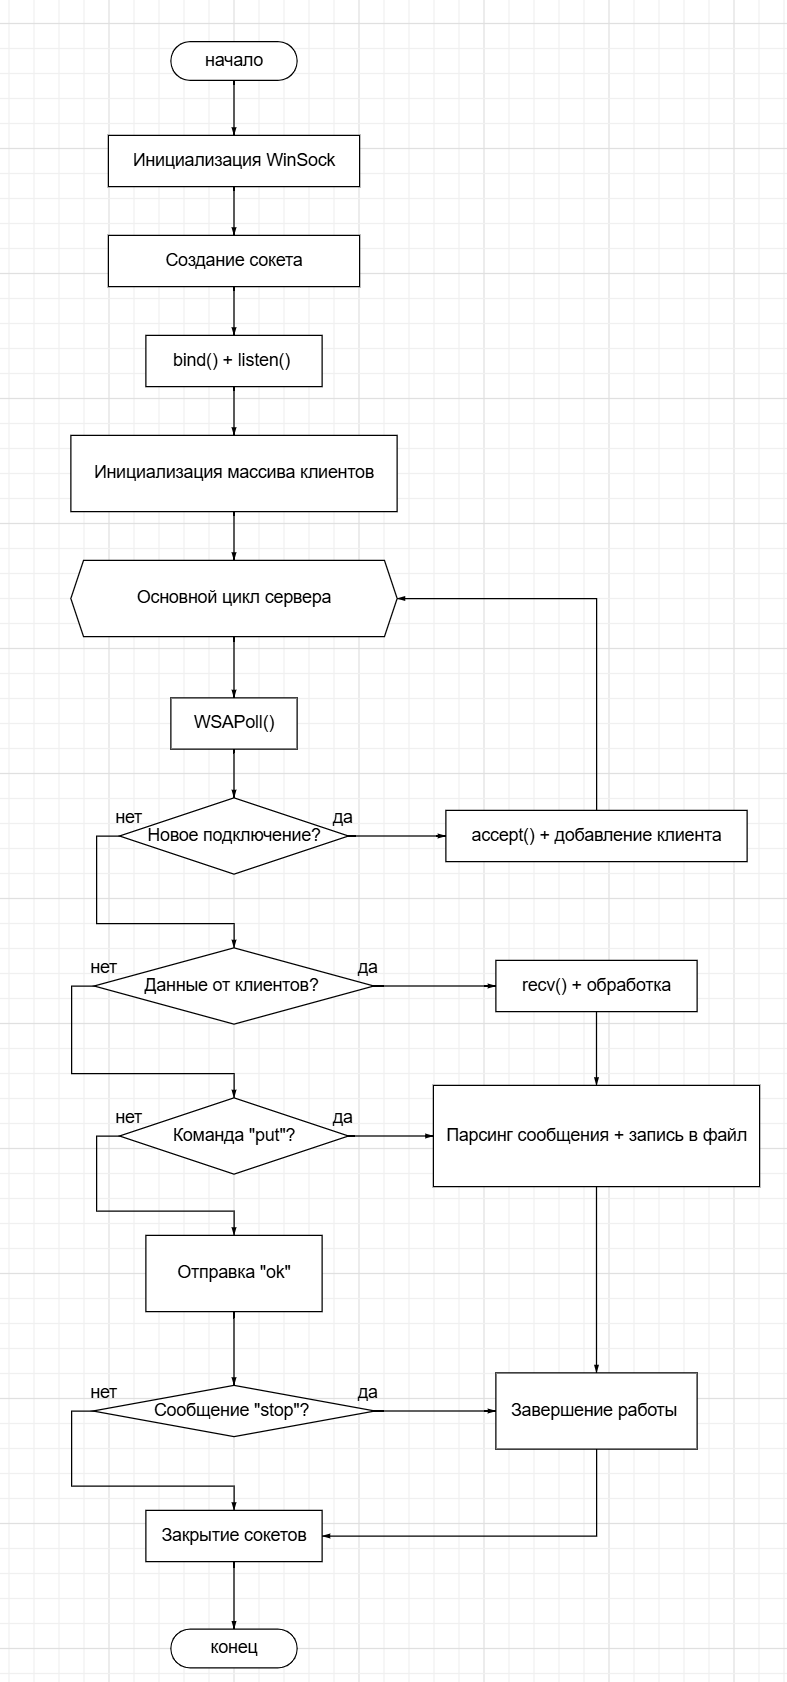 начало
Инициализация WinSock
Создание сокета
bind() + listen()
Инициализация массива клиентов
Основной цикл сервера
WSAPoll()
нет
Новое подключение?
да
accept() + добавление клиента
нет
Данные от клиентов?
да
recv() + обработка
нет
Команда "put"?
да
Парсинг сообщения + запись в файл
Отправка "ok"
нет
Сообщение "stop"?
да
Завершение работы
Закрытие сокетов
конец